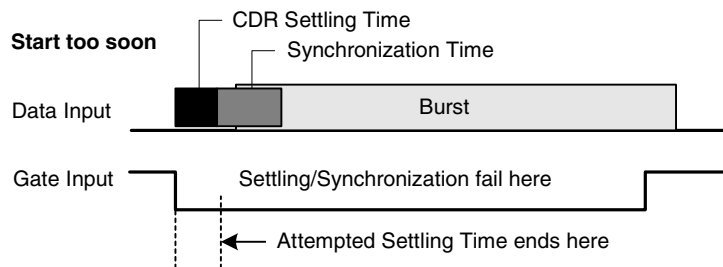 CDR Settling Time
Start too soon
Synchronization Time
Data Input
Burst
Gate Input
Settling/Synchronization fail here
Attempted Settling Time ends here